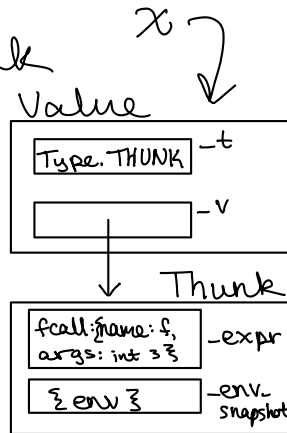 x
Value
Type.THUNK _t
_v
Thunk
fcall:{name: f,
args: int 3}
_expr
{env}
_env_
snapshot